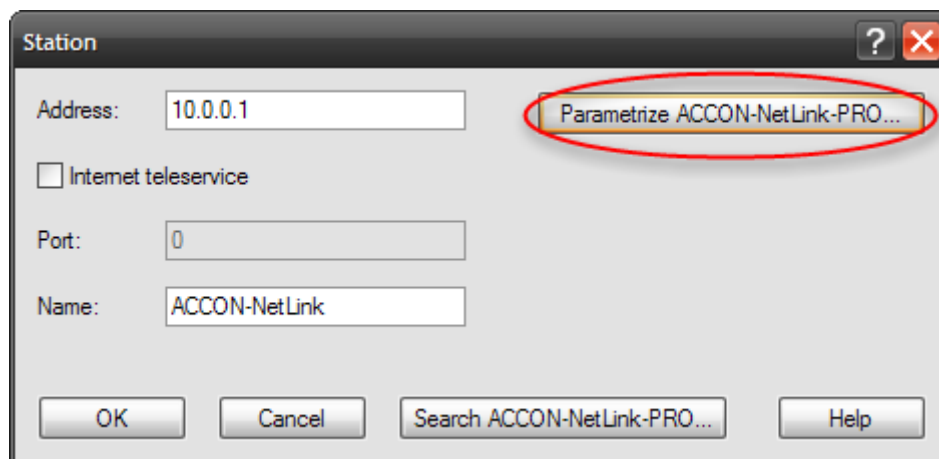 Station
?
Address: 10.0.0.1 Parametrize ACCON-NetLink-PRO...
Internet teleservice
Port: 0
Name: ACCON-NetLink
OK Cancel Search ACCON-NetLink-PRO... Help